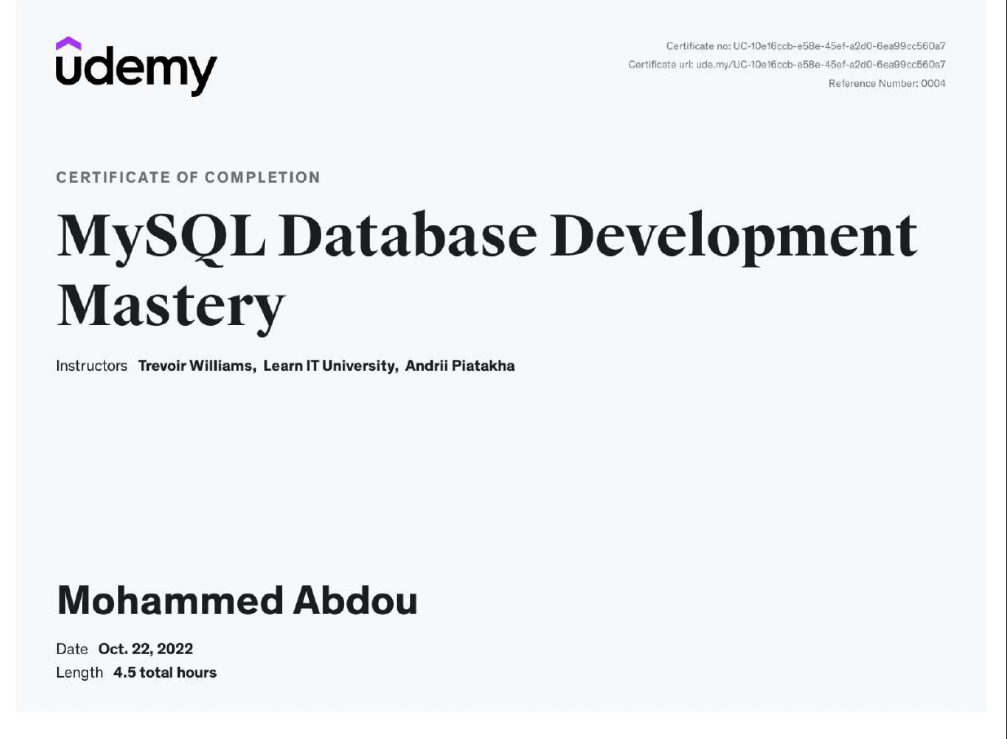 udemy
Certificate no: UC-10e16ccb-e58e-45ef-a2d0-6ea99cc560a7
Certificate url: ude.my/UC-10e16ccb-e58e-45ef-a2d0-6ea99cc560a7
Reference Number: 0004
CERTIFICATE OF COMPLETION
MySQL Database Development
Mastery
Instructors Trevoir Williams, Learn IT University, Andrii Piatakha
Mohammed Abdou
Date Oct. 22, 2022
Length 4.5 total hours